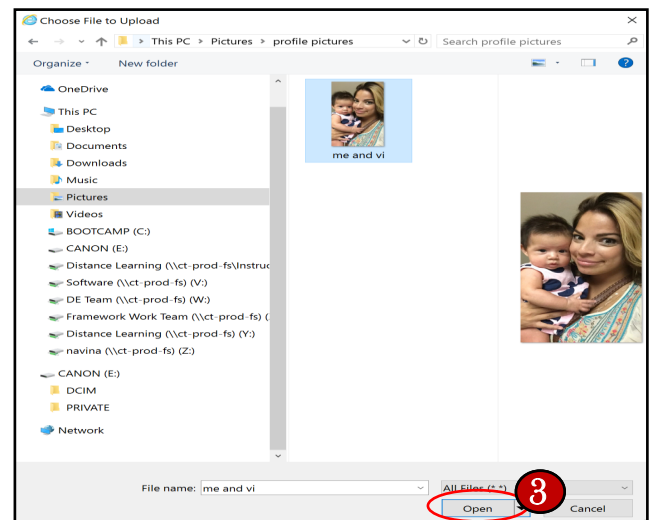 Choose File to Upload
This PC > Pictures > profile pictures
Search profile pictures
Organize
New folder
OneDrive
This PC
Desktop
Documents
Downloads
Music
Pictures
Videos
BOOTCAMP (C:)
CANON (E:)
Distance Learning (\\ct-prod-fs\Instruc
Software (\\ct-prod-fs) (V:)
DE Team (\\ct-prod-fs) (W:)
Framework Work Team (\\ct-prod-fs) (
Distance Learning (\\ct-prod-fs) (Y:)
navina (\\ct-prod-fs) (Z:)
CANON (E:)
DCIM
PRIVATE
Network
me and vi
File name: me and vi
All Files (*.*)
3
Open
Cancel